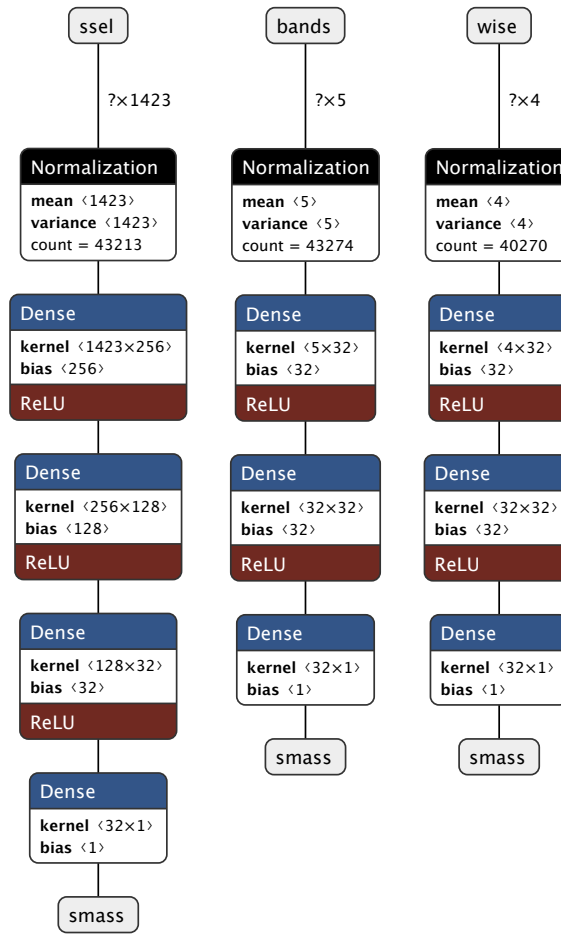 ssel
?×1423
Normalization
mean ⟨1423⟩
variance ⟨1423⟩
count = 43213
Dense
kernel ⟨1423×256⟩
bias ⟨256⟩
ReLU
Dense
kernel ⟨256×128⟩
bias ⟨128⟩
ReLU
Dense
kernel ⟨128×32⟩
bias ⟨32⟩
ReLU
Dense
kernel ⟨32×1⟩
bias ⟨1⟩
smass
bands
?×5
Normalization
mean ⟨5⟩
variance ⟨5⟩
count = 43274
Dense
kernel ⟨5×32⟩
bias ⟨32⟩
ReLU
Dense
kernel ⟨32×32⟩
bias ⟨32⟩
ReLU
Dense
kernel ⟨32×1⟩
bias ⟨1⟩
smass
wise
?×4
Normalization
mean ⟨4⟩
variance ⟨4⟩
count = 40270
Dense
kernel ⟨4×32⟩
bias ⟨32⟩
ReLU
Dense
kernel ⟨32×32⟩
bias ⟨32⟩
ReLU
Dense
kernel ⟨32×1⟩
bias ⟨1⟩
smass